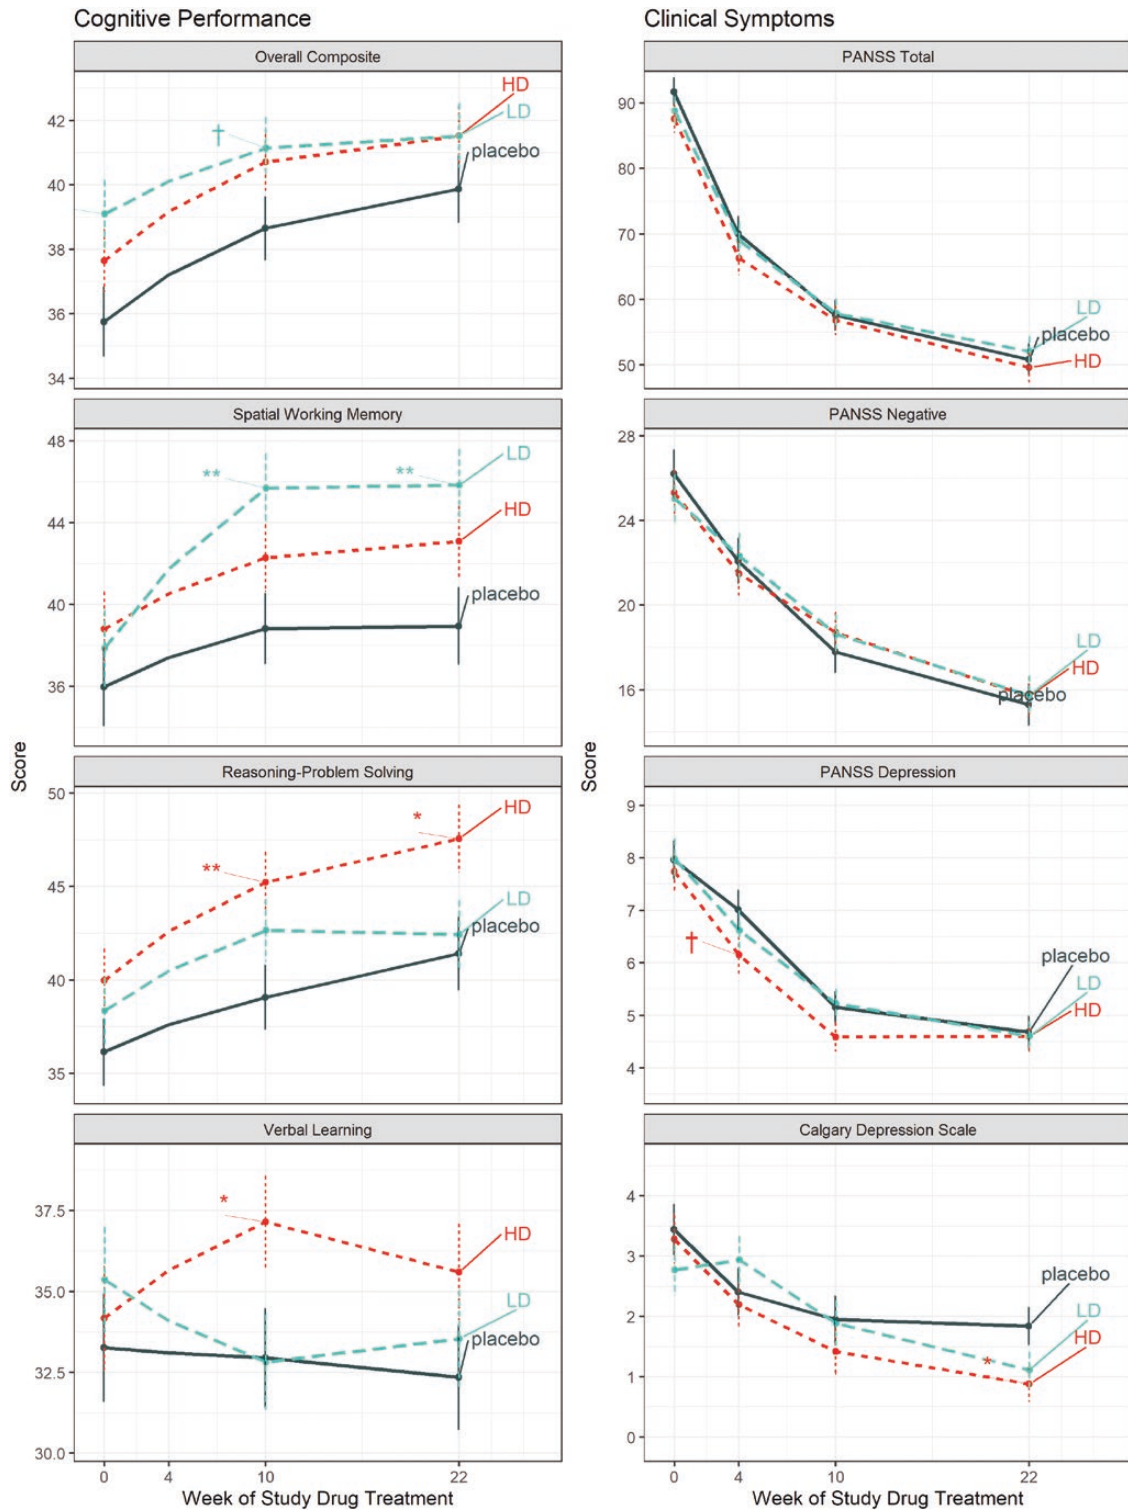 Cognitive Performance
Overall Composite
42
40
38
36
34
†
HD
LD
placebo
Spatial Working Memory
48
44
40
36
**
**
LD
HD
placebo
Score
Reasoning-Problem Solving
50
45
40
35
**
*
HD
LD
placebo
Verbal Learning
37.5
35.0
32.5
30.0
*
HD
LD
placebo
0 4 10 22
Week of Study Drug Treatment
Clinical Symptoms
PANSS Total
90
80
70
60
50
LD
placebo
HD
PANSS Negative
28
24
20
16
LD
HD
placebo
Score
PANSS Depression
9
8
7
6
5
4
†
placebo
LD
HD
Calgary Depression Scale
4
3
2
1
0
placebo
LD
HD
*
0 4 10 22
Week of Study Drug Treatment